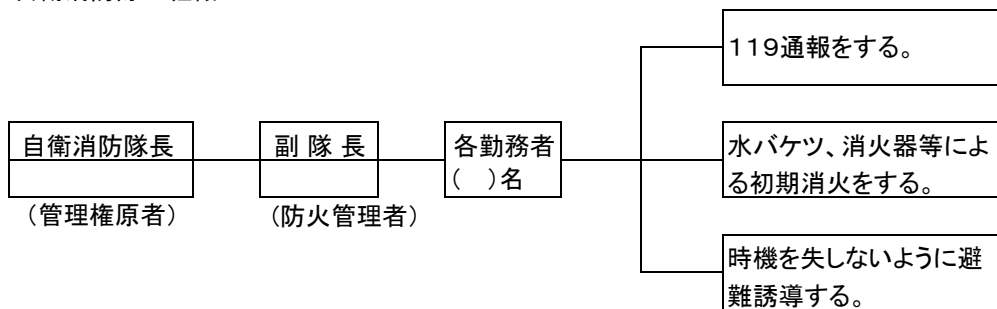 119通報をする。
自衛消防隊長
副 隊 長
各勤務者
(　)名
(管理権原者)
(防火管理者)
水バケツ、消火器等によ
る初期消火をする。
時機を失しないように避
難誘導する。